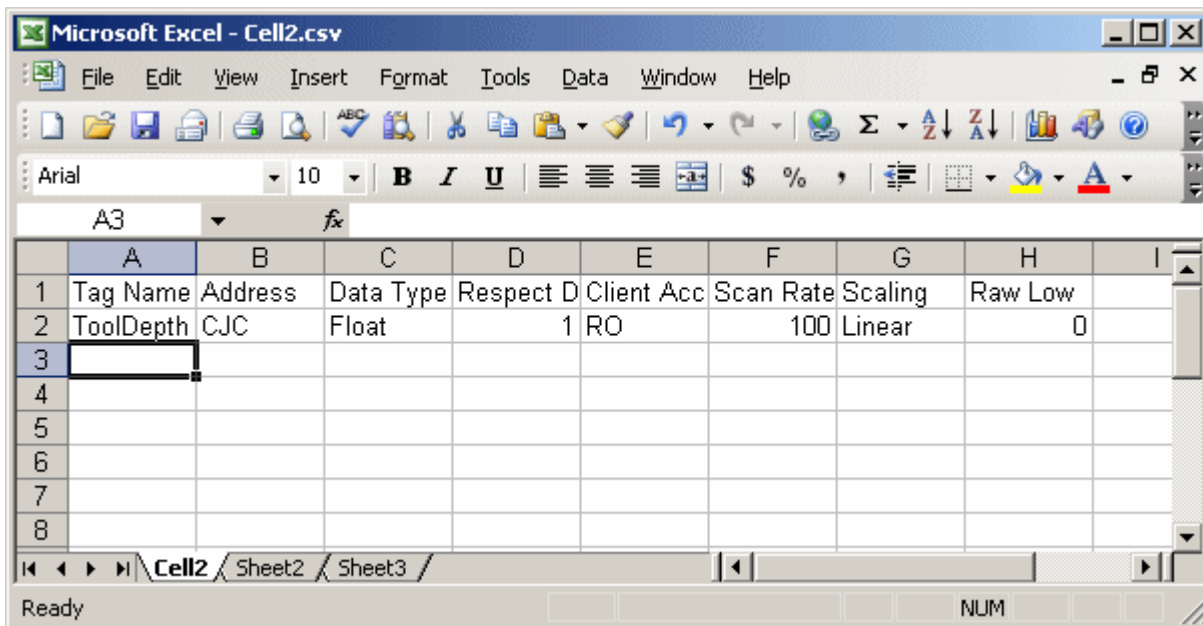 Microsoft Excel - Cell2.csv
File Edit View Insert Format Tools Data Window Help
ABC Σ A Z Z A
Arial 10 B I U a $ % , A
A3 fx
A B C D E F G H I
1 Tag Name Address Data Type Respect D Client Acc Scan Rate Scaling Raw Low
2 ToolDepth CJC Float 1 RO 100 Linear 0
3
4
5
6
7
8
Cell2 Sheet2 Sheet3
Ready NUM